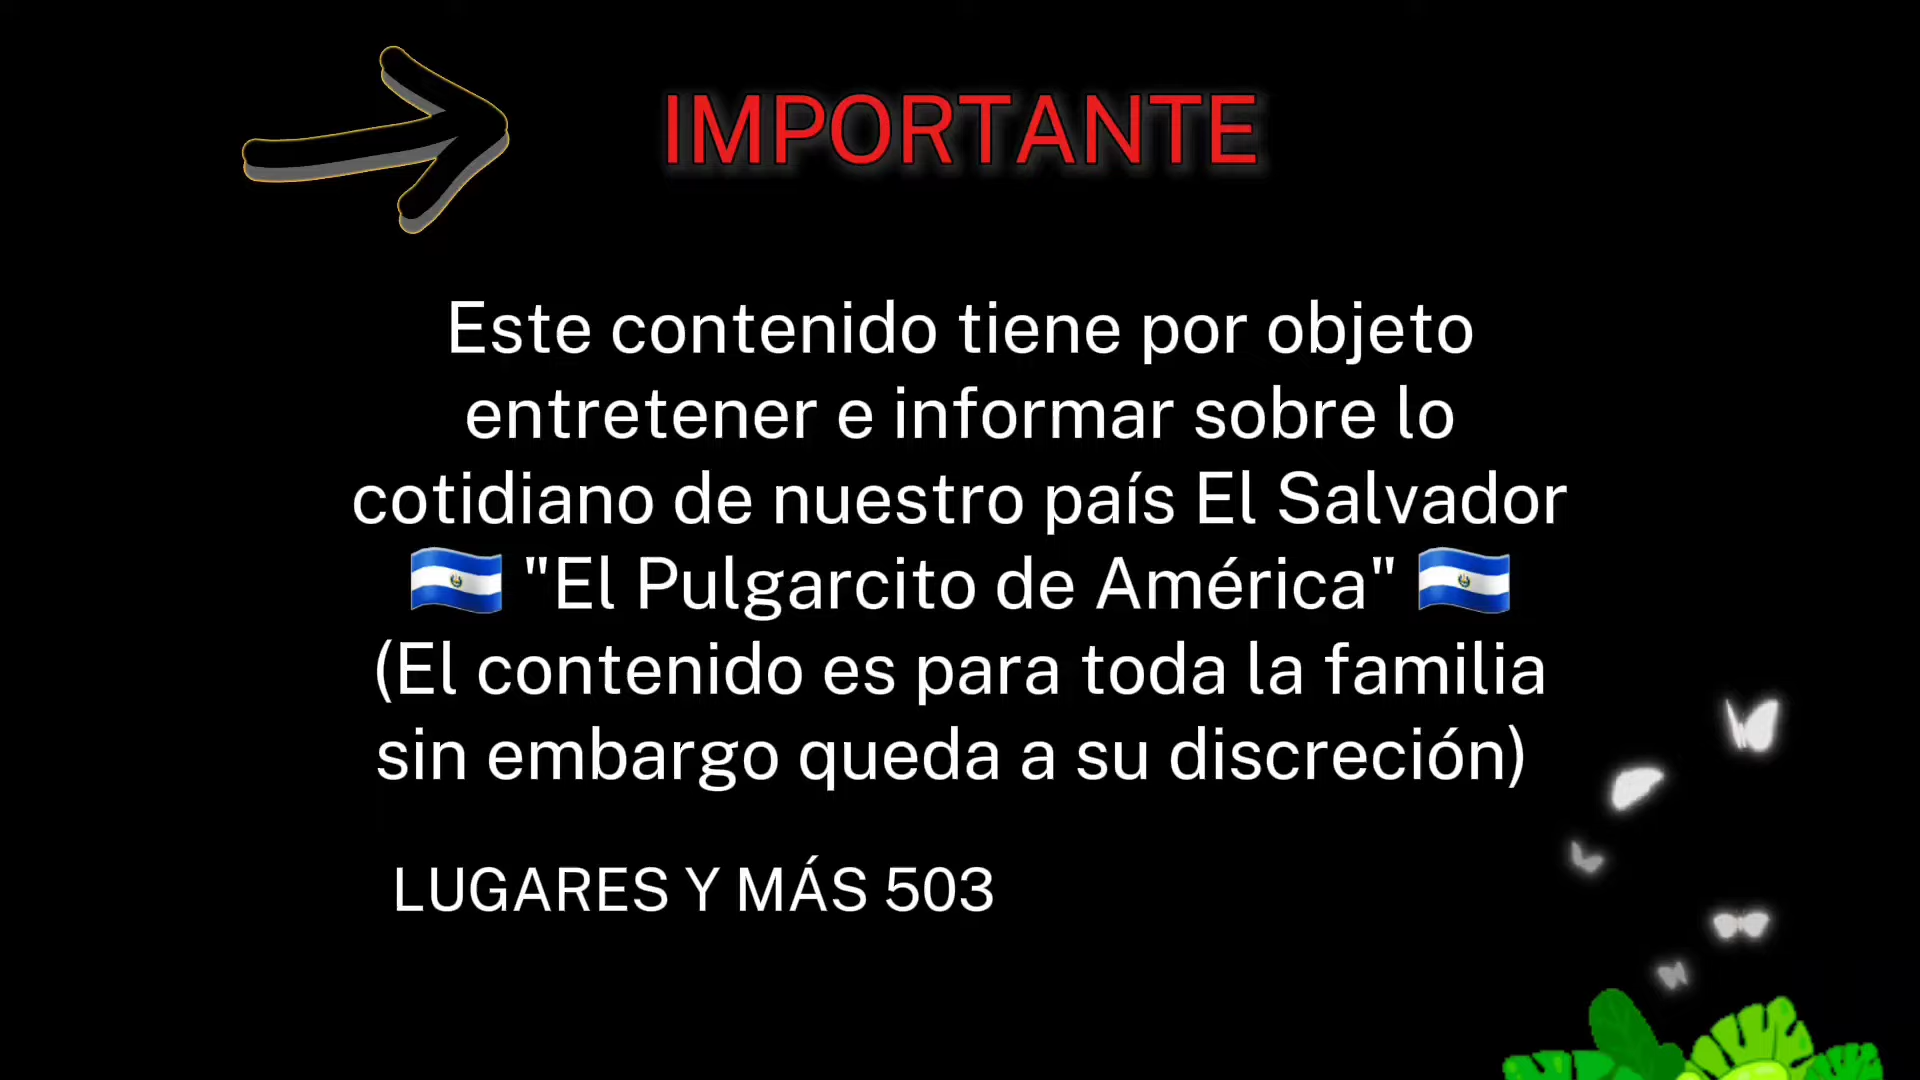 IMPORTANTE
Este contenido tiene por objeto
entretener e informar sobre lo
cotidiano de nuestro país El Salvador
🇸🇻 "El Pulgarcito de América" 🇸🇻
(El contenido es para toda la familia
sin embargo queda a su discreción)
LUGARES Y MÁS 503